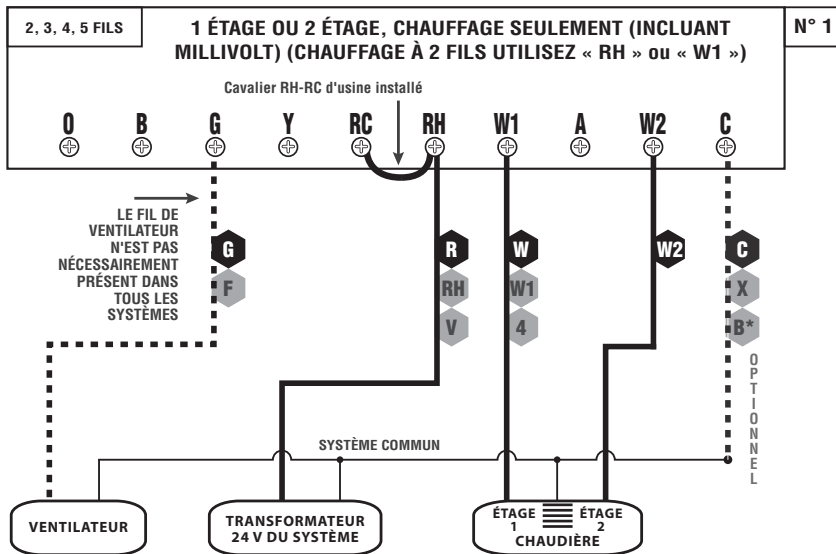 2, 3, 4, 5 FILS
1 ÉTAGE OU 2 ÉTAGE, CHAUFFAGE SEULEMENT (INCLUANT
MILLIVOLT) (CHAUFFAGE À 2 FILS UTILISEZ « RH » ou « W1 »)
N° 1
Cavalier RH-RC d'usine installé
O B G Y RC RH W1 A W2 C
LE FIL DE
VENTILATEUR
N'EST PAS
NÉCESSAIREMENT
PRÉSENT DANS
TOUS LES
SYSTÈMES
G R W W2 C
F RH W1 X
V 4 B*
OPTIONNEL
SYSTÈME COMMUN
VENTILATEUR
TRANSFORMATEUR
24 V DU SYSTÈME
ÉTAGE
1
ÉTAGE
2
CHAUDIÈRE